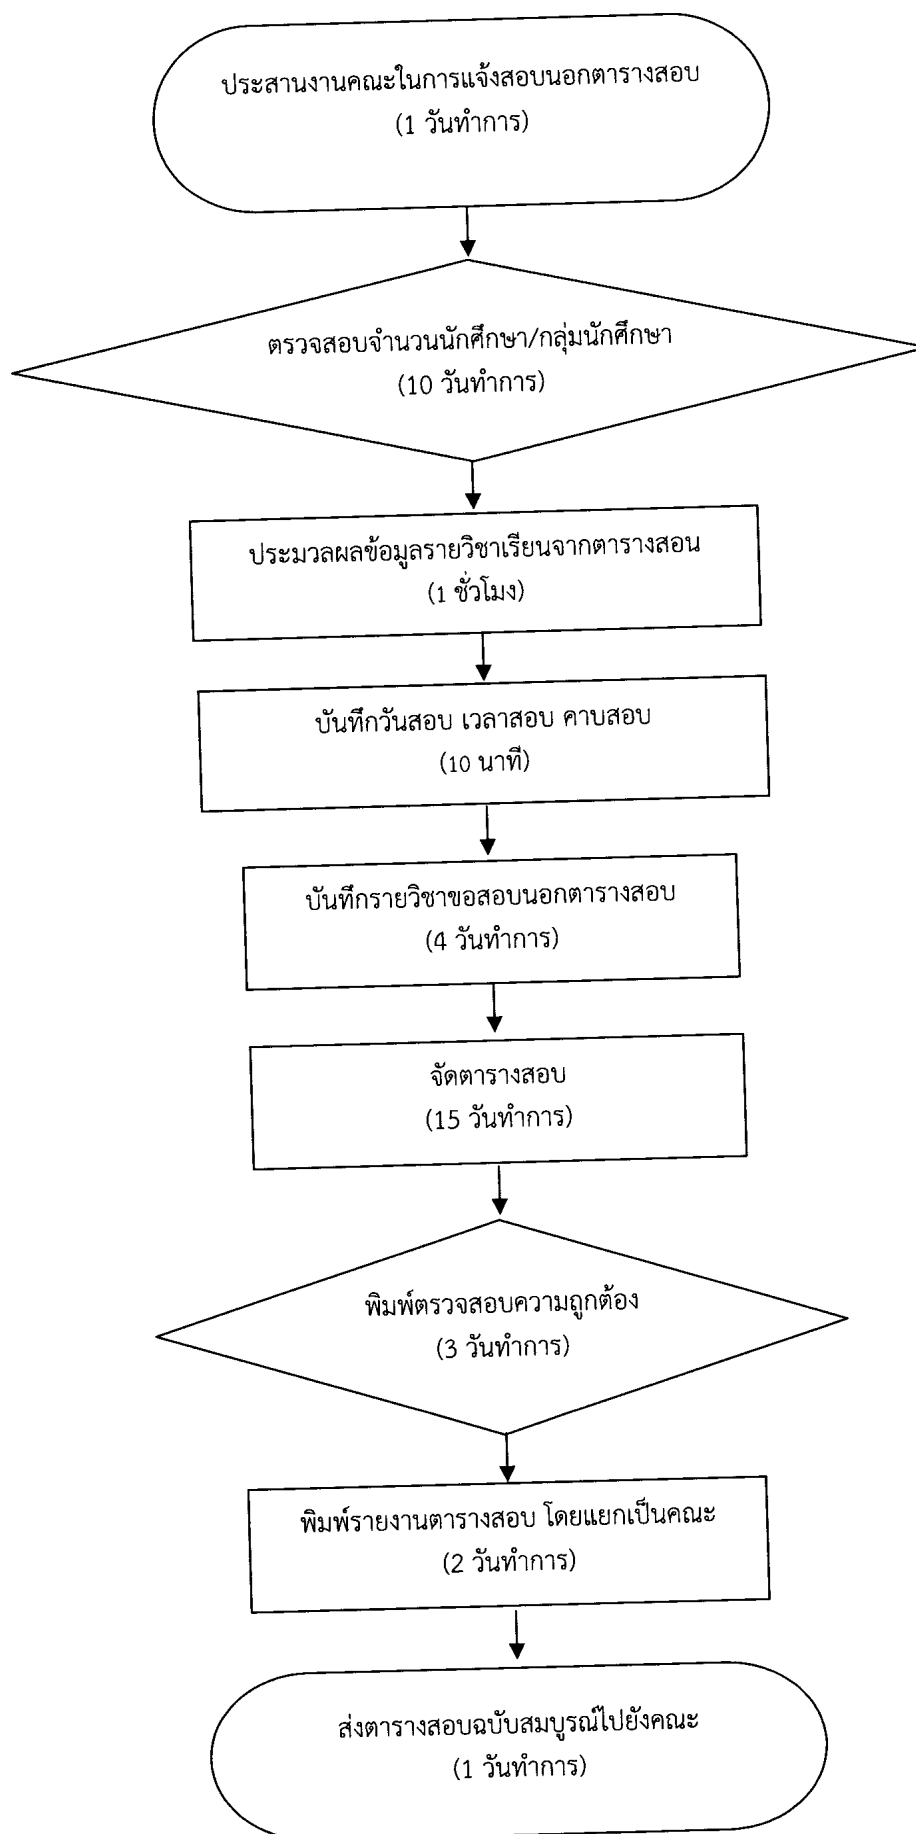 ประสานงานคณะในการแจ้งสอบนอกตารางสอบ
(1 วันทำการ)
ตรวจสอบจำนวนนักศึกษา/กลุ่มนักศึกษา
(10 วันทำการ)
ประมวลผลข้อมูลรายวิชาเรียนจากตารางสอน
(1 ชั่วโมง)
บันทึกวันสอบ เวลาสอบ คาบสอบ
(10 นาที)
บันทึกรายวิชาขอสอบนอกตารางสอบ
(4 วันทำการ)
จัดตารางสอบ
(15 วันทำการ)
พิมพ์ตรวจสอบความถูกต้อง
(3 วันทำการ)
พิมพ์รายงานตารางสอบ โดยแยกเป็นคณะ
(2 วันทำการ)
ส่งตารางสอบฉบับสมบูรณ์ไปยังคณะ
(1 วันทำการ)